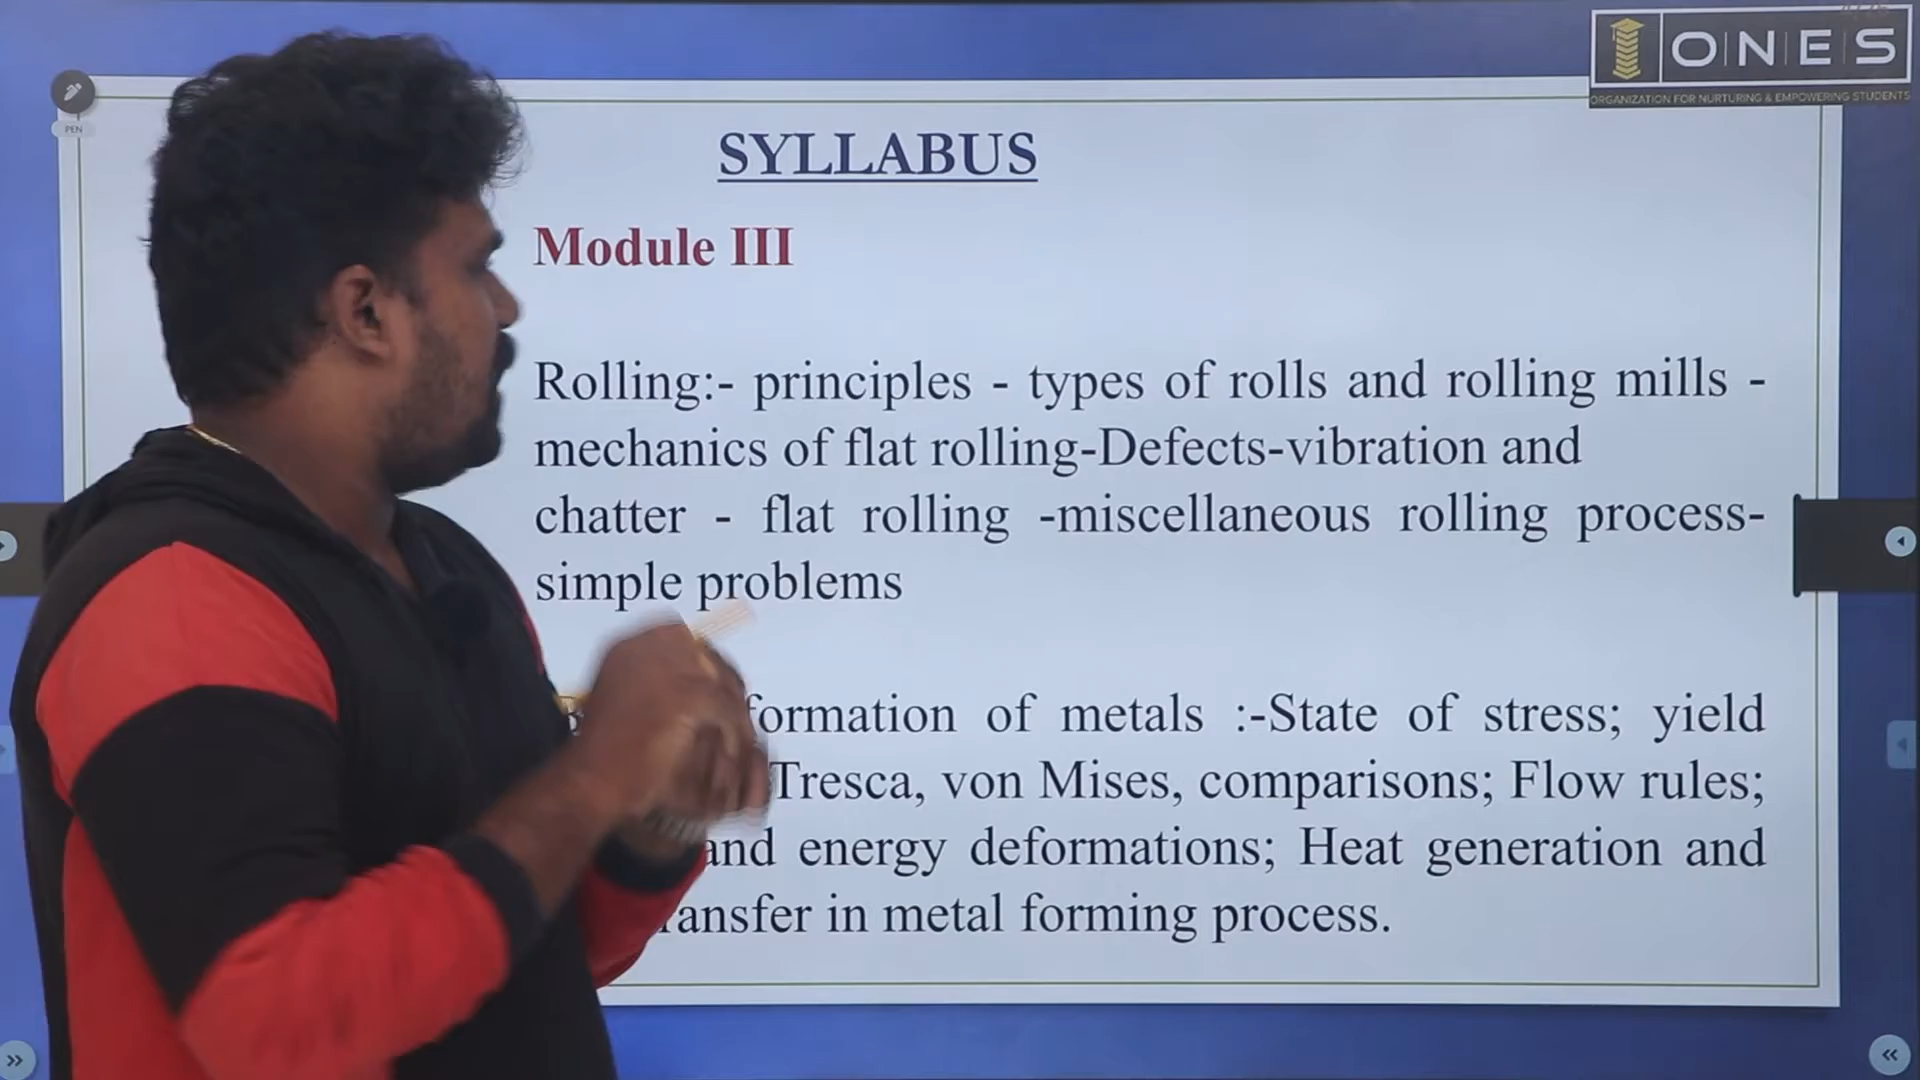 ONES
ORGANIZATION FOR NURTURING & EMPOWERING STUDENTS
PEN
SYLLABUS
Module III
Rolling:- principles - types of rolls and rolling mills -
mechanics of flat rolling-Defects-vibration and
chatter - flat rolling -miscellaneous rolling process-
simple problems
formation of metals :-State of stress; yield
Tresca, von Mises, comparisons; Flow rules;
and energy deformations; Heat generation and
ransfer in metal forming process.